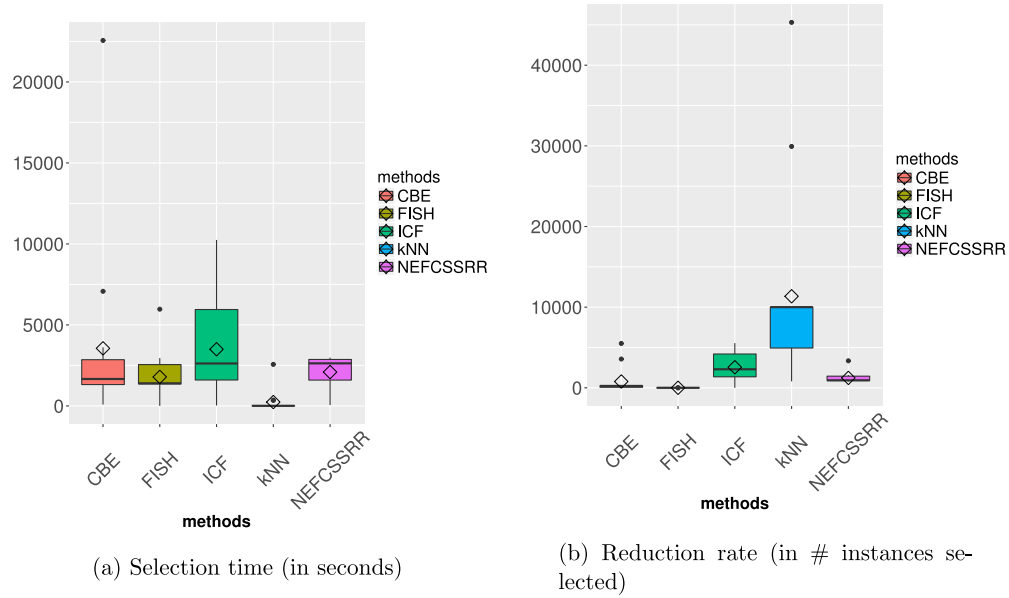 20000
15000
10000
5000
0
CBE
FISH
ICF
kNN
NEFCSSRR
methods
methods
CBE
FISH
ICF
kNN
NEFCSSRR
(a) Selection time (in seconds)
40000
30000
20000
10000
0
CBE
FISH
ICF
kNN
NEFCSSRR
methods
methods
CBE
FISH
ICF
kNN
NEFCSSRR
(b) Reduction rate (in # instances se-
lected)